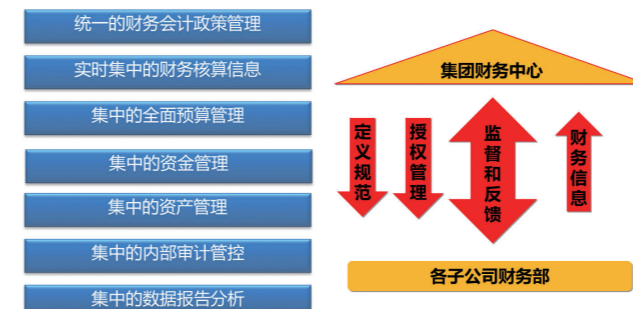 统一的财务会计政策管理
实时集中的财务核算信息
集中的全面预算管理
集中的资金管理
集中的资产管理
集中的内部审计管控
集中的数据报告分析
集团财务中心
定义规范
授权管理
监督和反馈
财务信息
各子公司财务部